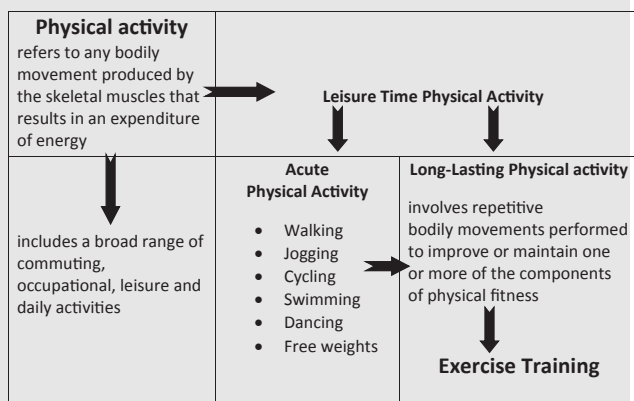 Physical activity
refers to any bodily
movement produced by
the skeletal muscles that
results in an expenditure
of energy
Leisure Time Physical Activity
includes a broad range of
commuting,
occupational, leisure and
daily activities
Acute
Physical Activity
• Walking
• Jogging
• Cycling
• Swimming
• Dancing
• Free weights
Long-Lasting Physical activity
involves repetitive
bodily movements performed
to improve or maintain one
or more of the components
of physical fitness
Exercise Training